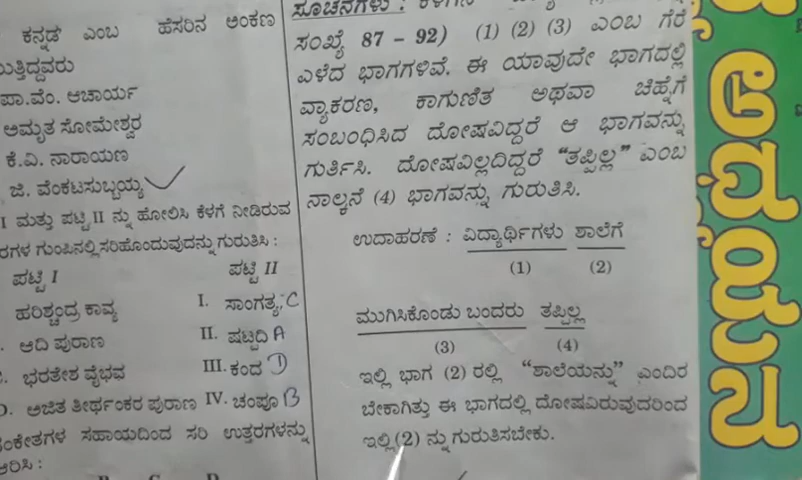 ಕನ್ನಡ' ಎಂಬ ಹೆಸರಿನ ಅಂಕಣ
ಯುತ್ತಿದ್ದವರು
ಪಾ.ವೆಂ. ಆಚಾರ್ಯ
ಅಮೃತ ಸೋಮೇಶ್ವರ
ಕೆ.ವಿ. ನಾರಾಯಣ
ಜಿ. ವೆಂಕಟಸುಬ್ಬಯ್ಯ
I ಮತ್ತು ಪಟ್ಟಿ II ನ್ನು ಹೋಲಿಸಿ ಕೆಳಗೆ ನೀಡಿರುವ
ರಗಳ ಗುಂಪಿನಲ್ಲಿ ಸರಿಹೊಂದುವುದನ್ನು ಗುರುತಿಸಿ :
ಪಟ್ಟಿ I ಪಟ್ಟಿ II
ಹರಿಶ್ಚಂದ್ರ ಕಾವ್ಯ I. ಸಾಂಗತ್ಯ C
. ಆದಿ ಪುರಾಣ II. ಷಟ್ಪದಿ A
. ಭರತೇಶ ವೈಭವ III. ಕಂದ D
D. ಅಜಿತ ತೀರ್ಥಂಕರ ಪುರಾಣ IV. ಚಂಪೂ B
ಂಕೇತಗಳ ಸಹಾಯದಿಂದ ಸರಿ ಉತ್ತರಗಳನ್ನು
ಆರಿಸಿ :
ಸೂಚನೆಗಳು :
ಸಂಖ್ಯೆ 87 - 92) (1) (2) (3) ಎಂಬ ಗೆರೆ
ಎಳೆದ ಭಾಗಗಳಿವೆ. ಈ ಯಾವುದೇ ಭಾಗದಲ್ಲಿ
ವ್ಯಾಕರಣ, ಕಾಗುಣಿತ ಅಥವಾ ಚಿಹ್ನೆಗೆ
ಸಂಬಂಧಿಸಿದ ದೋಷವಿದ್ದರೆ ಆ ಭಾಗವನ್ನು
ಗುರ್ತಿಸಿ. ದೋಷವಿಲ್ಲದಿದ್ದರೆ "ತಪ್ಪಿಲ್ಲ" ಎಂಬ
ನಾಲ್ಕನೆ (4) ಭಾಗವನ್ನು ಗುರುತಿಸಿ.
ಉದಾಹರಣೆ : ವಿದ್ಯಾರ್ಥಿಗಳು ಶಾಲೆಗೆ
(1) (2)
ಮುಗಿಸಿಕೊಂಡು ಬಂದರು ತಪ್ಪಿಲ್ಲ
(3) (4)
ಇಲ್ಲಿ ಭಾಗ (2) ರಲ್ಲಿ "ಶಾಲೆಯನ್ನು" ಎಂದಿರ
ಬೇಕಾಗಿತ್ತು ಈ ಭಾಗದಲ್ಲಿ ದೋಷವಿರುವುದರಿಂದ
ಇಲ್ಲಿ (2) ನ್ನು ಗುರುತಿಸಬೇಕು.
ಅಧ್ಯಯನ